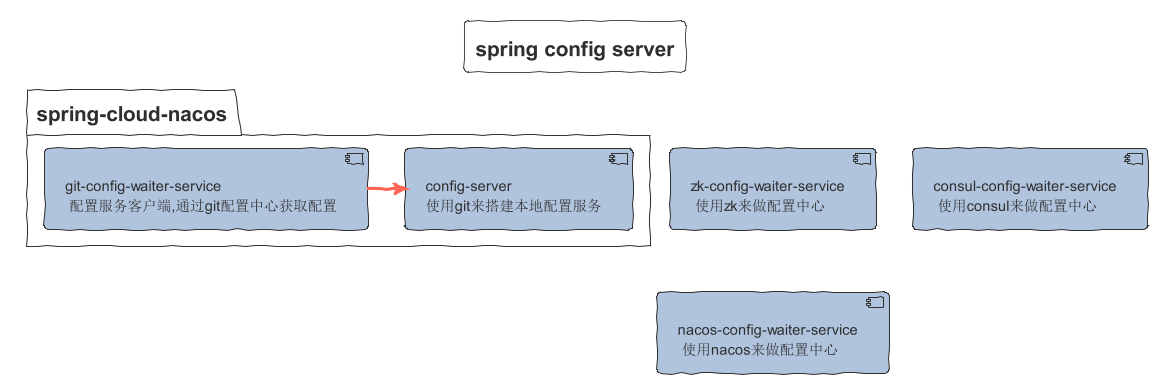 spring config server
spring-cloud-nacos
git-config-waiter-service
配置服务客户端,通过git配置中心获取配置
config-server
使用git来搭建本地配置服务
zk-config-waiter-service
使用zk来做配置中心
consul-config-waiter-service
使用consul来做配置中心
nacos-config-waiter-service
使用nacos来做配置中心